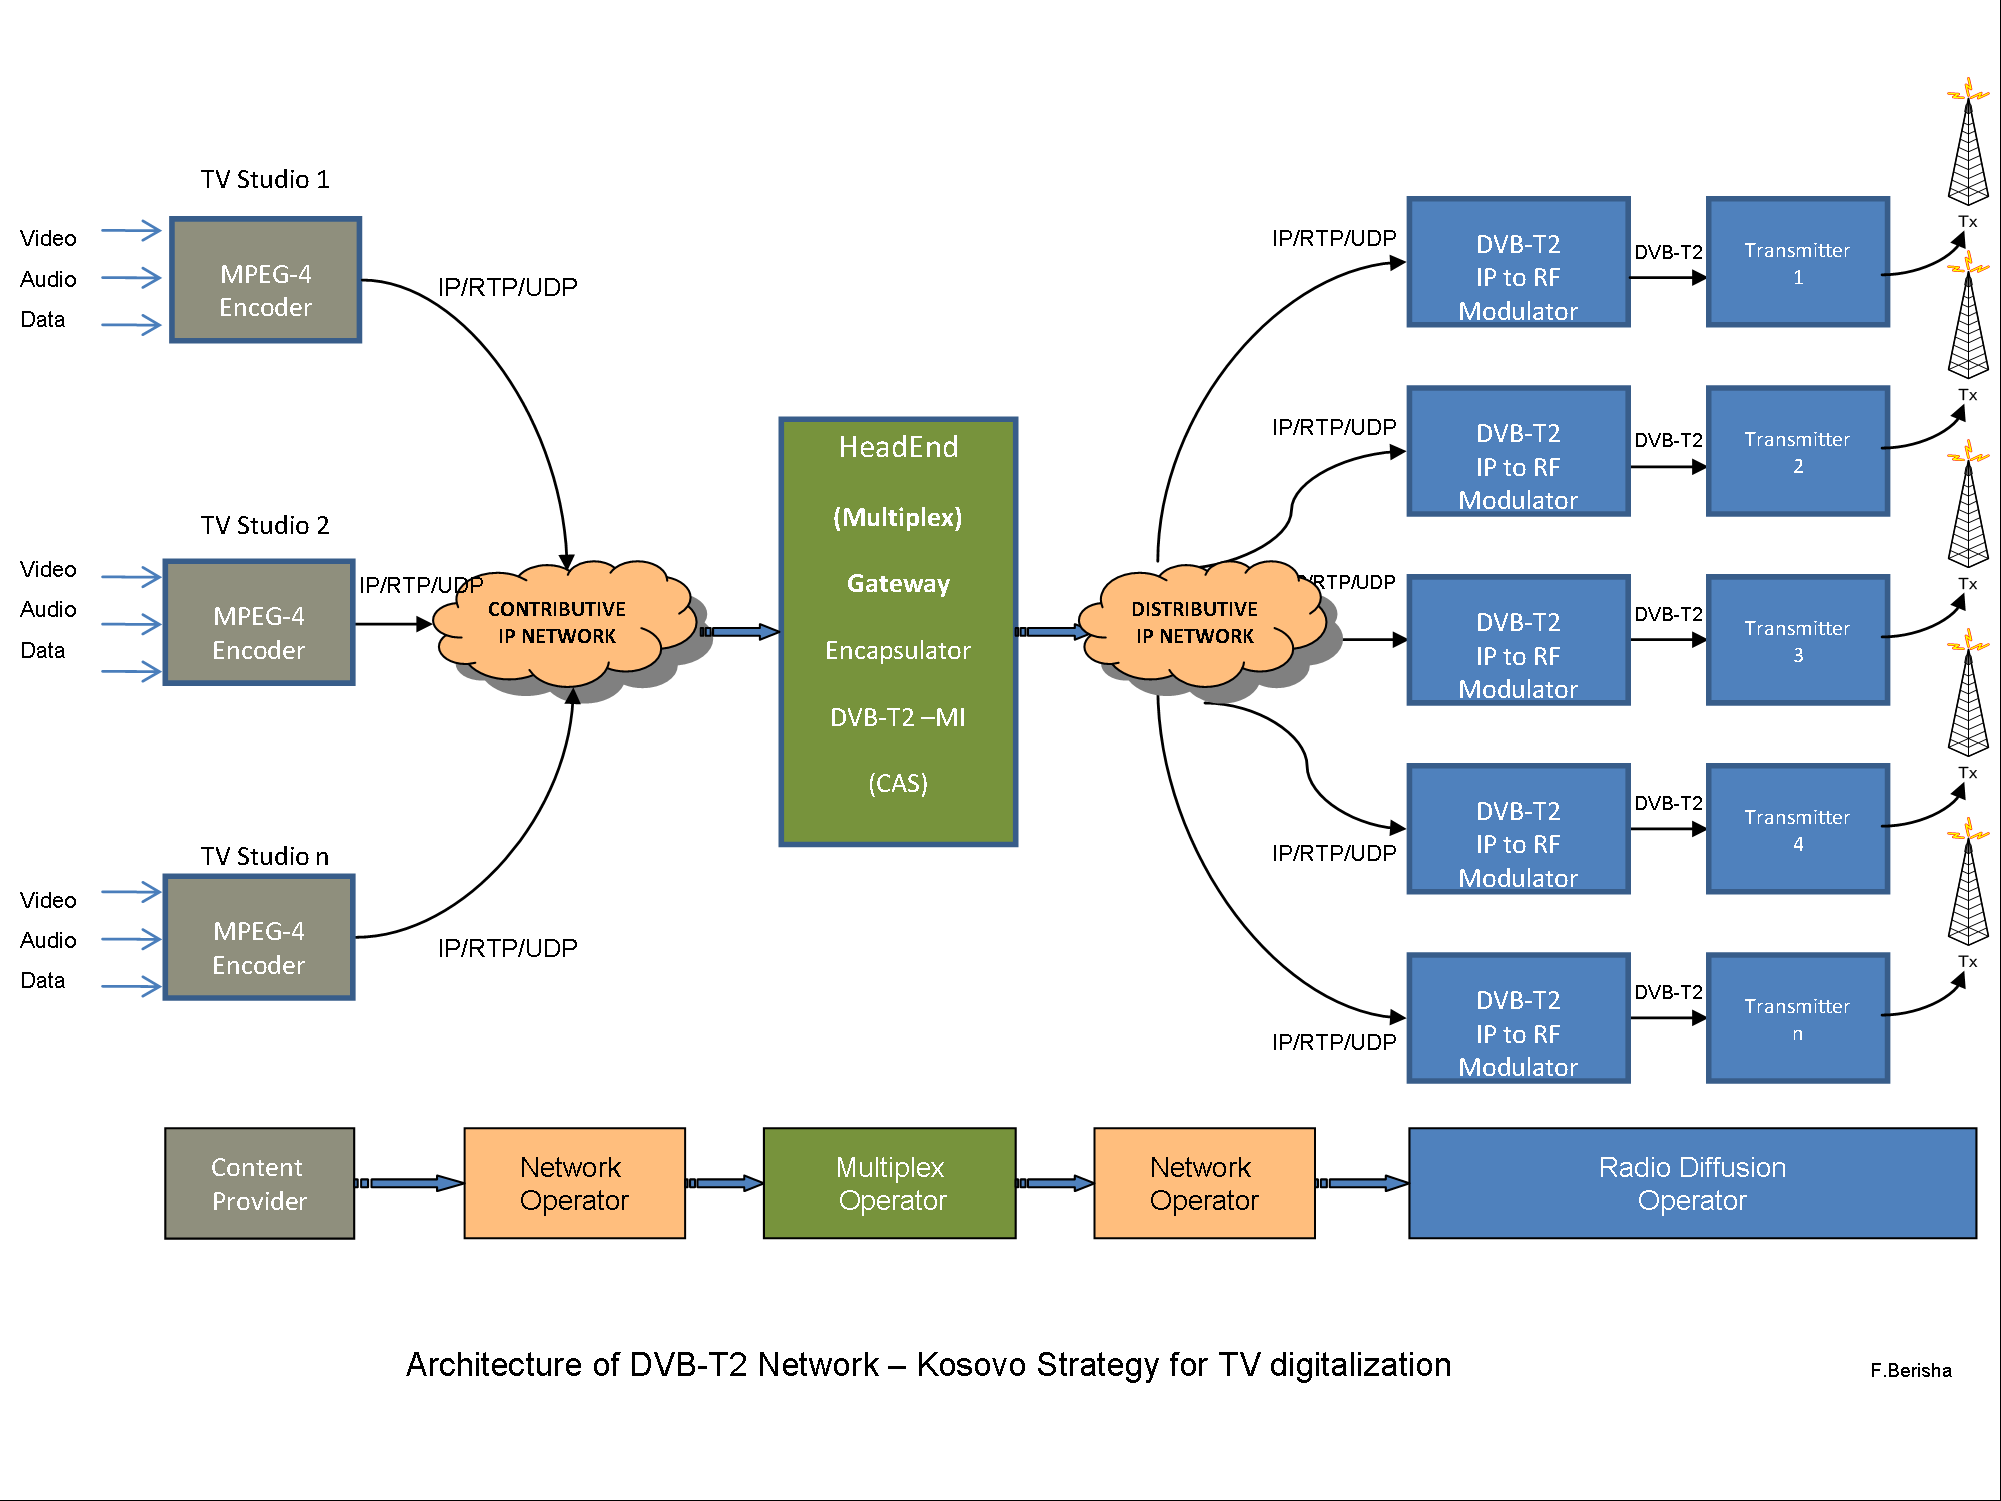 TV Studio 1
Video
Audio
Data
MPEG-4
Encoder
IP/RTP/UDP
TV Studio 2
Video
Audio
Data
MPEG-4
Encoder
IP/RTP/UDP
TV Studio n
Video
Audio
Data
MPEG-4
Encoder
IP/RTP/UDP
CONTRIBUTIVE
IP NETWORK
HeadEnd
(Multiplex)
Gateway
Encapsulator
DVB-T2 –MI
(CAS)
DISTRIBUTIVE
IP NETWORK
IP/RTP/UDP
DVB-T2
IP to RF
Modulator
DVB-T2
Transmitter
1
Tx
IP/RTP/UDP
DVB-T2
IP to RF
Modulator
DVB-T2
Transmitter
2
Tx
/RTP/UDP
DVB-T2
IP to RF
Modulator
DVB-T2
Transmitter
3
Tx
IP/RTP/UDP
DVB-T2
IP to RF
Modulator
DVB-T2
Transmitter
4
Tx
IP/RTP/UDP
DVB-T2
IP to RF
Modulator
DVB-T2
Transmitter
n
Tx
Content
Provider
Network
Operator
Multiplex
Operator
Network
Operator
Radio Diffusion
Operator
Architecture of DVB-T2 Network – Kosovo Strategy for TV digitalization
F.Berisha